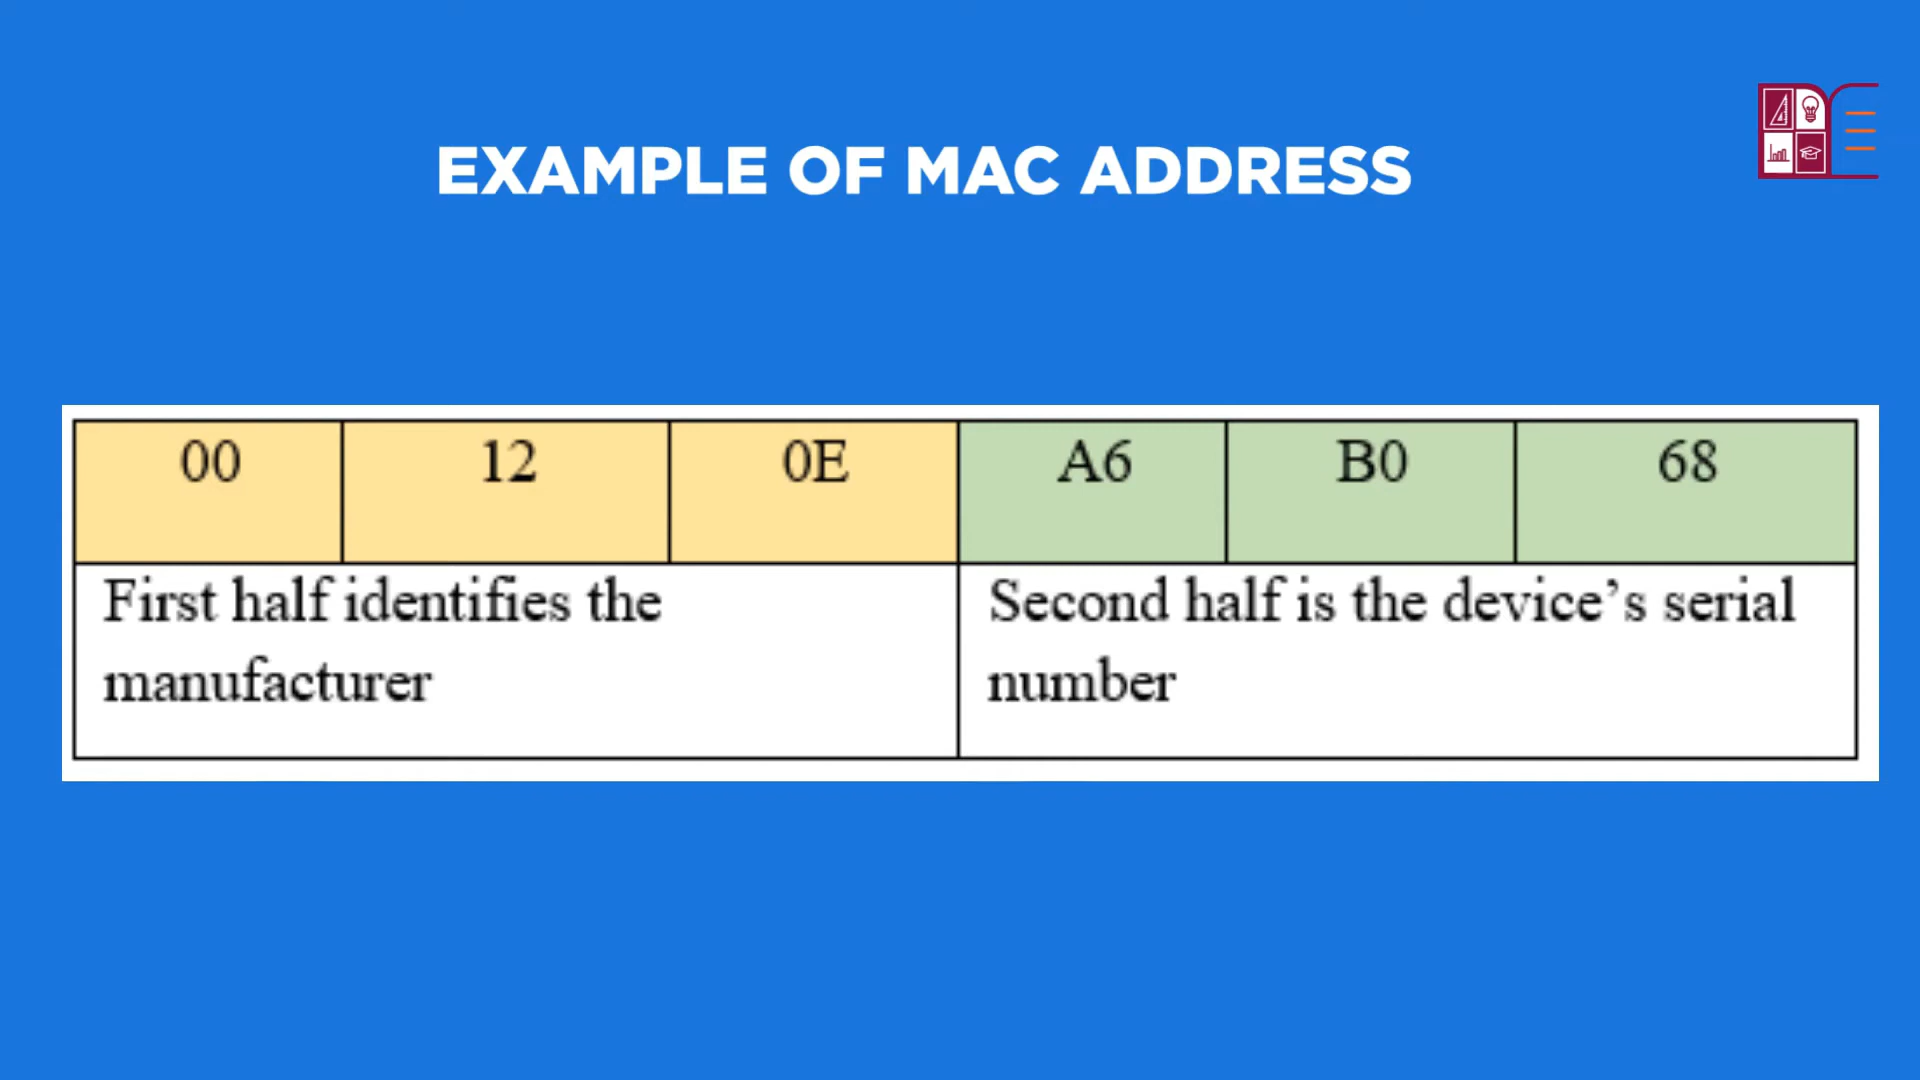 EXAMPLE OF MAC ADDRESS
00 12 0E A6 B0 68
First half identifies the
manufacturer
Second half is the device’s serial
number